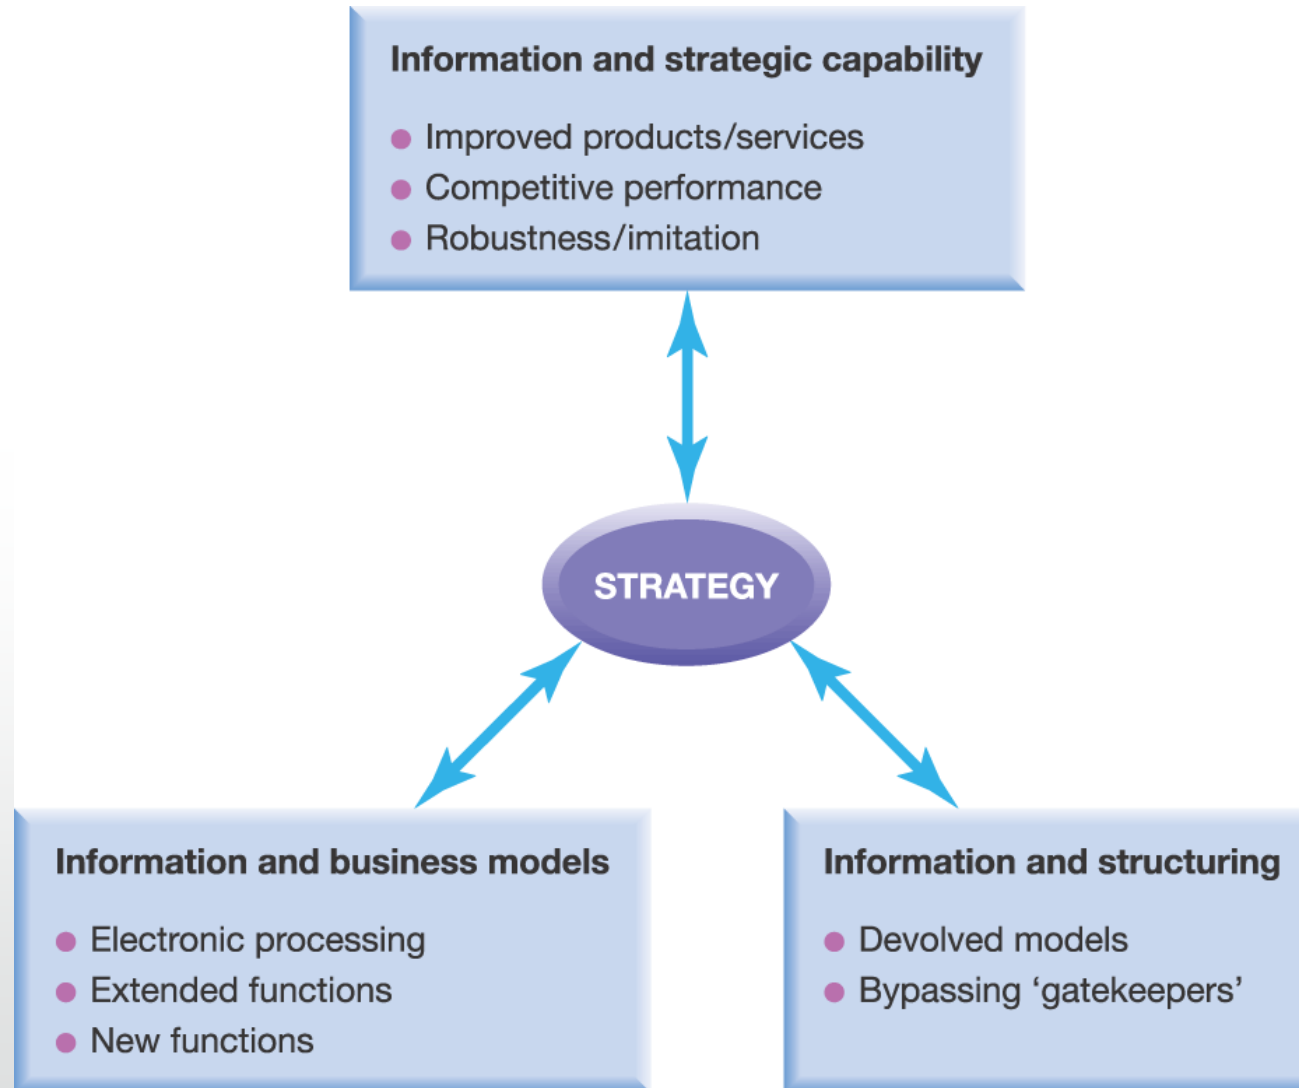 Information and strategic capability
● Improved products/services
● Competitive performance
● Robustness/imitation
STRATEGY
Information and business models
● Electronic processing
● Extended functions
● New functions
Information and structuring
● Devolved models
● Bypassing ‘gatekeepers’